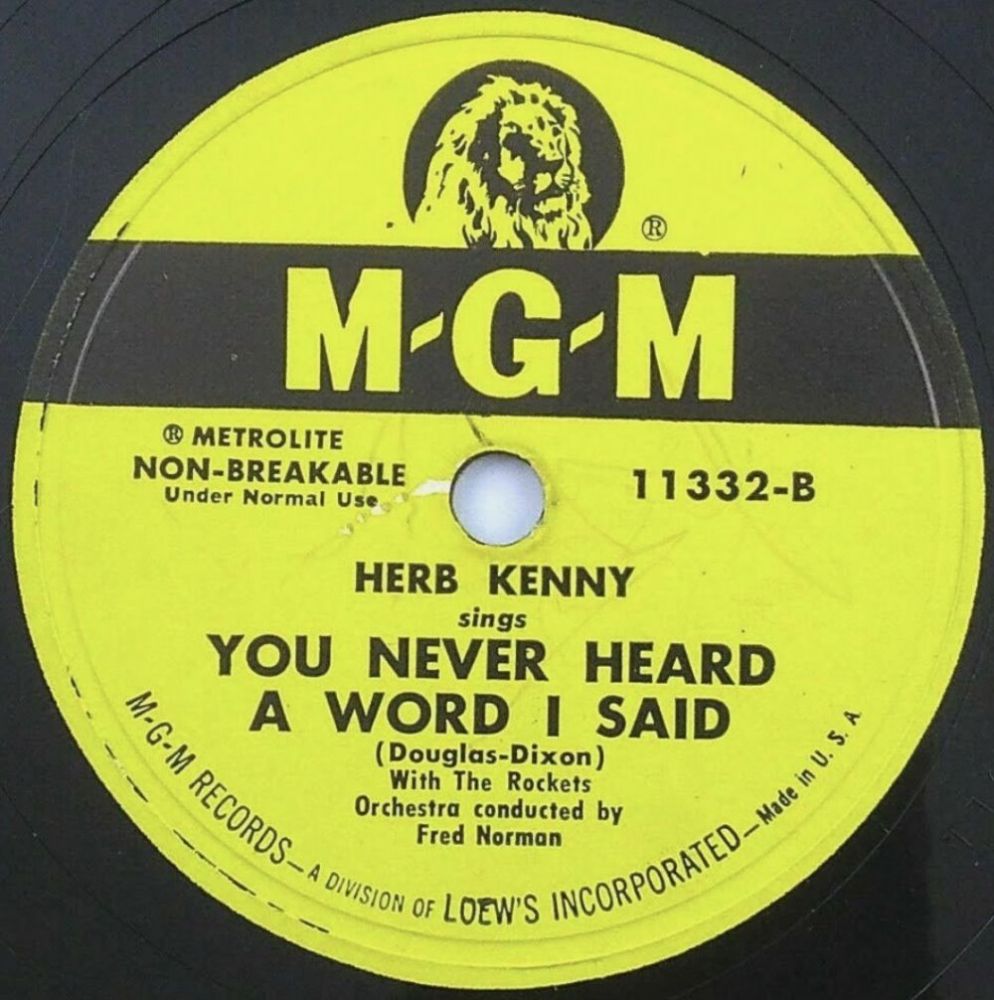 ®
M-G-M
® METROLITE
NON-BREAKABLE
Under Normal Use
11332-B
HERB KENNY
sings
YOU NEVER HEARD
A WORD I SAID
(Douglas-Dixon)
With The Rockets
Orchestra conducted by
Fred Norman
M-G-M RECORDS—A DIVISION OF LOEW'S INCORPORATED—Made in U. S. A